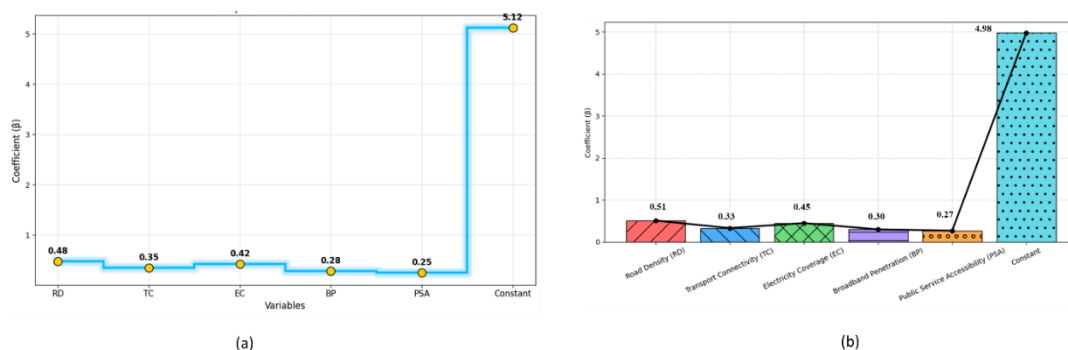 5.12
5
4
3
2
1
Coefficient (β)
0.48
0.35
0.42
0.28
0.25
RD
TC
EC
BP
PSA
Constant
Variables
(a)
4.98
5
4
3
2
1
0
Coefficient (β)
0.51
0.33
0.45
0.30
0.27
Road Density (RD)
Transport Connectivity (TC)
Electricity Coverage (EC)
Broadband Penetration (BP)
Public Service Accessibility (PSA)
Constant
(b)